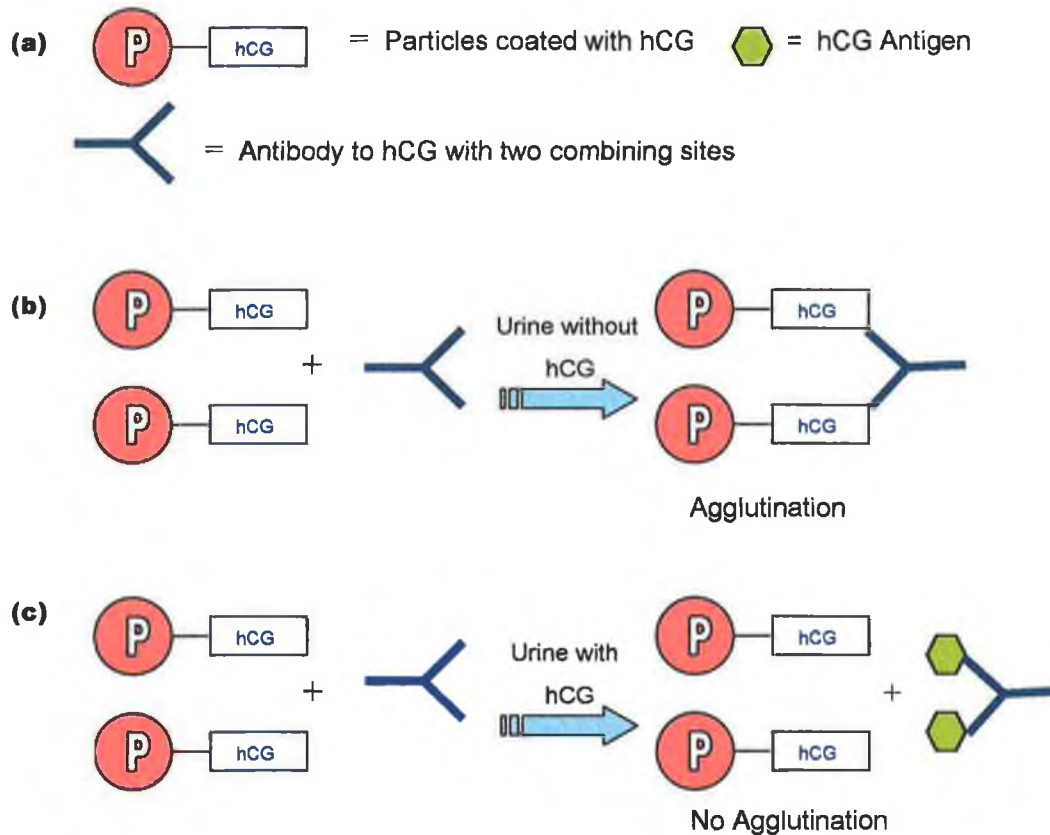 (a) P hCG = Particles coated with hCG = hCG Antigen
= Antibody to hCG with two combining sites
(b) P hCG P hCG
+ Urine without hCG
P hCG P hCG
Agglutination
(c) P hCG P hCG
+ Urine with hCG +
P hCG P hCG
No Agglutination